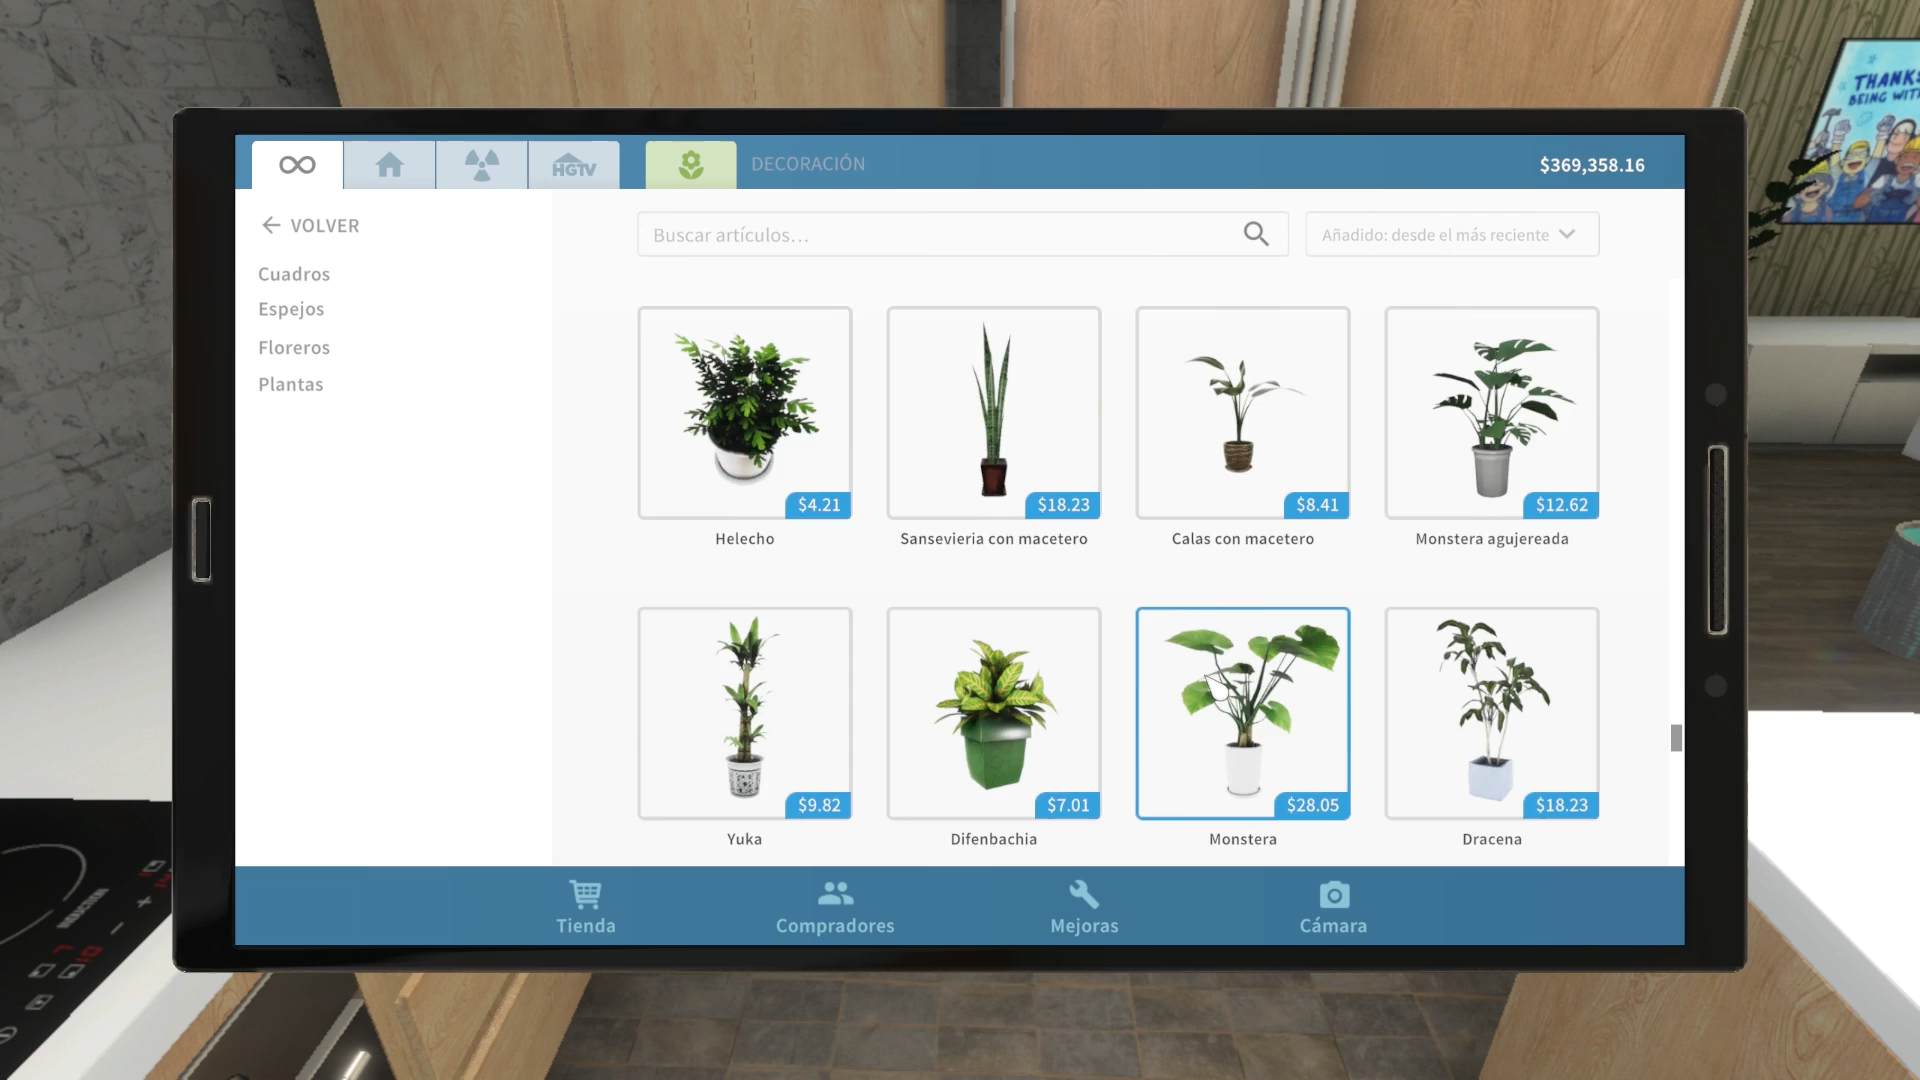 HGTV
DECORACIÓN
$369,358.16
THANKS
BEING WITH
VOLVER
Buscar artículos...
Añadido: desde el más reciente
Cuadros
Espejos
Floreros
Plantas
$4.21
$18.23
$8.41
$12.62
Helecho
Sansevieria con macetero
Calas con macetero
Monstera agujereada
$9.82
$7.01
$28.05
$18.23
Yuka
Difenbachia
Monstera
Dracena
Tienda
Compradores
Mejoras
Cámara